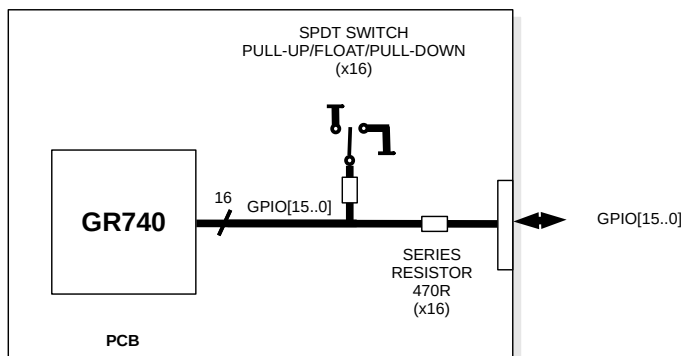 SPDT SWITCH
PULL-UP/FLOAT/PULL-DOWN
(x16)
GR740
16
GPIO[15..0]
GPIO[15..0]
SERIES
RESISTOR
470R
(x16)
PCB